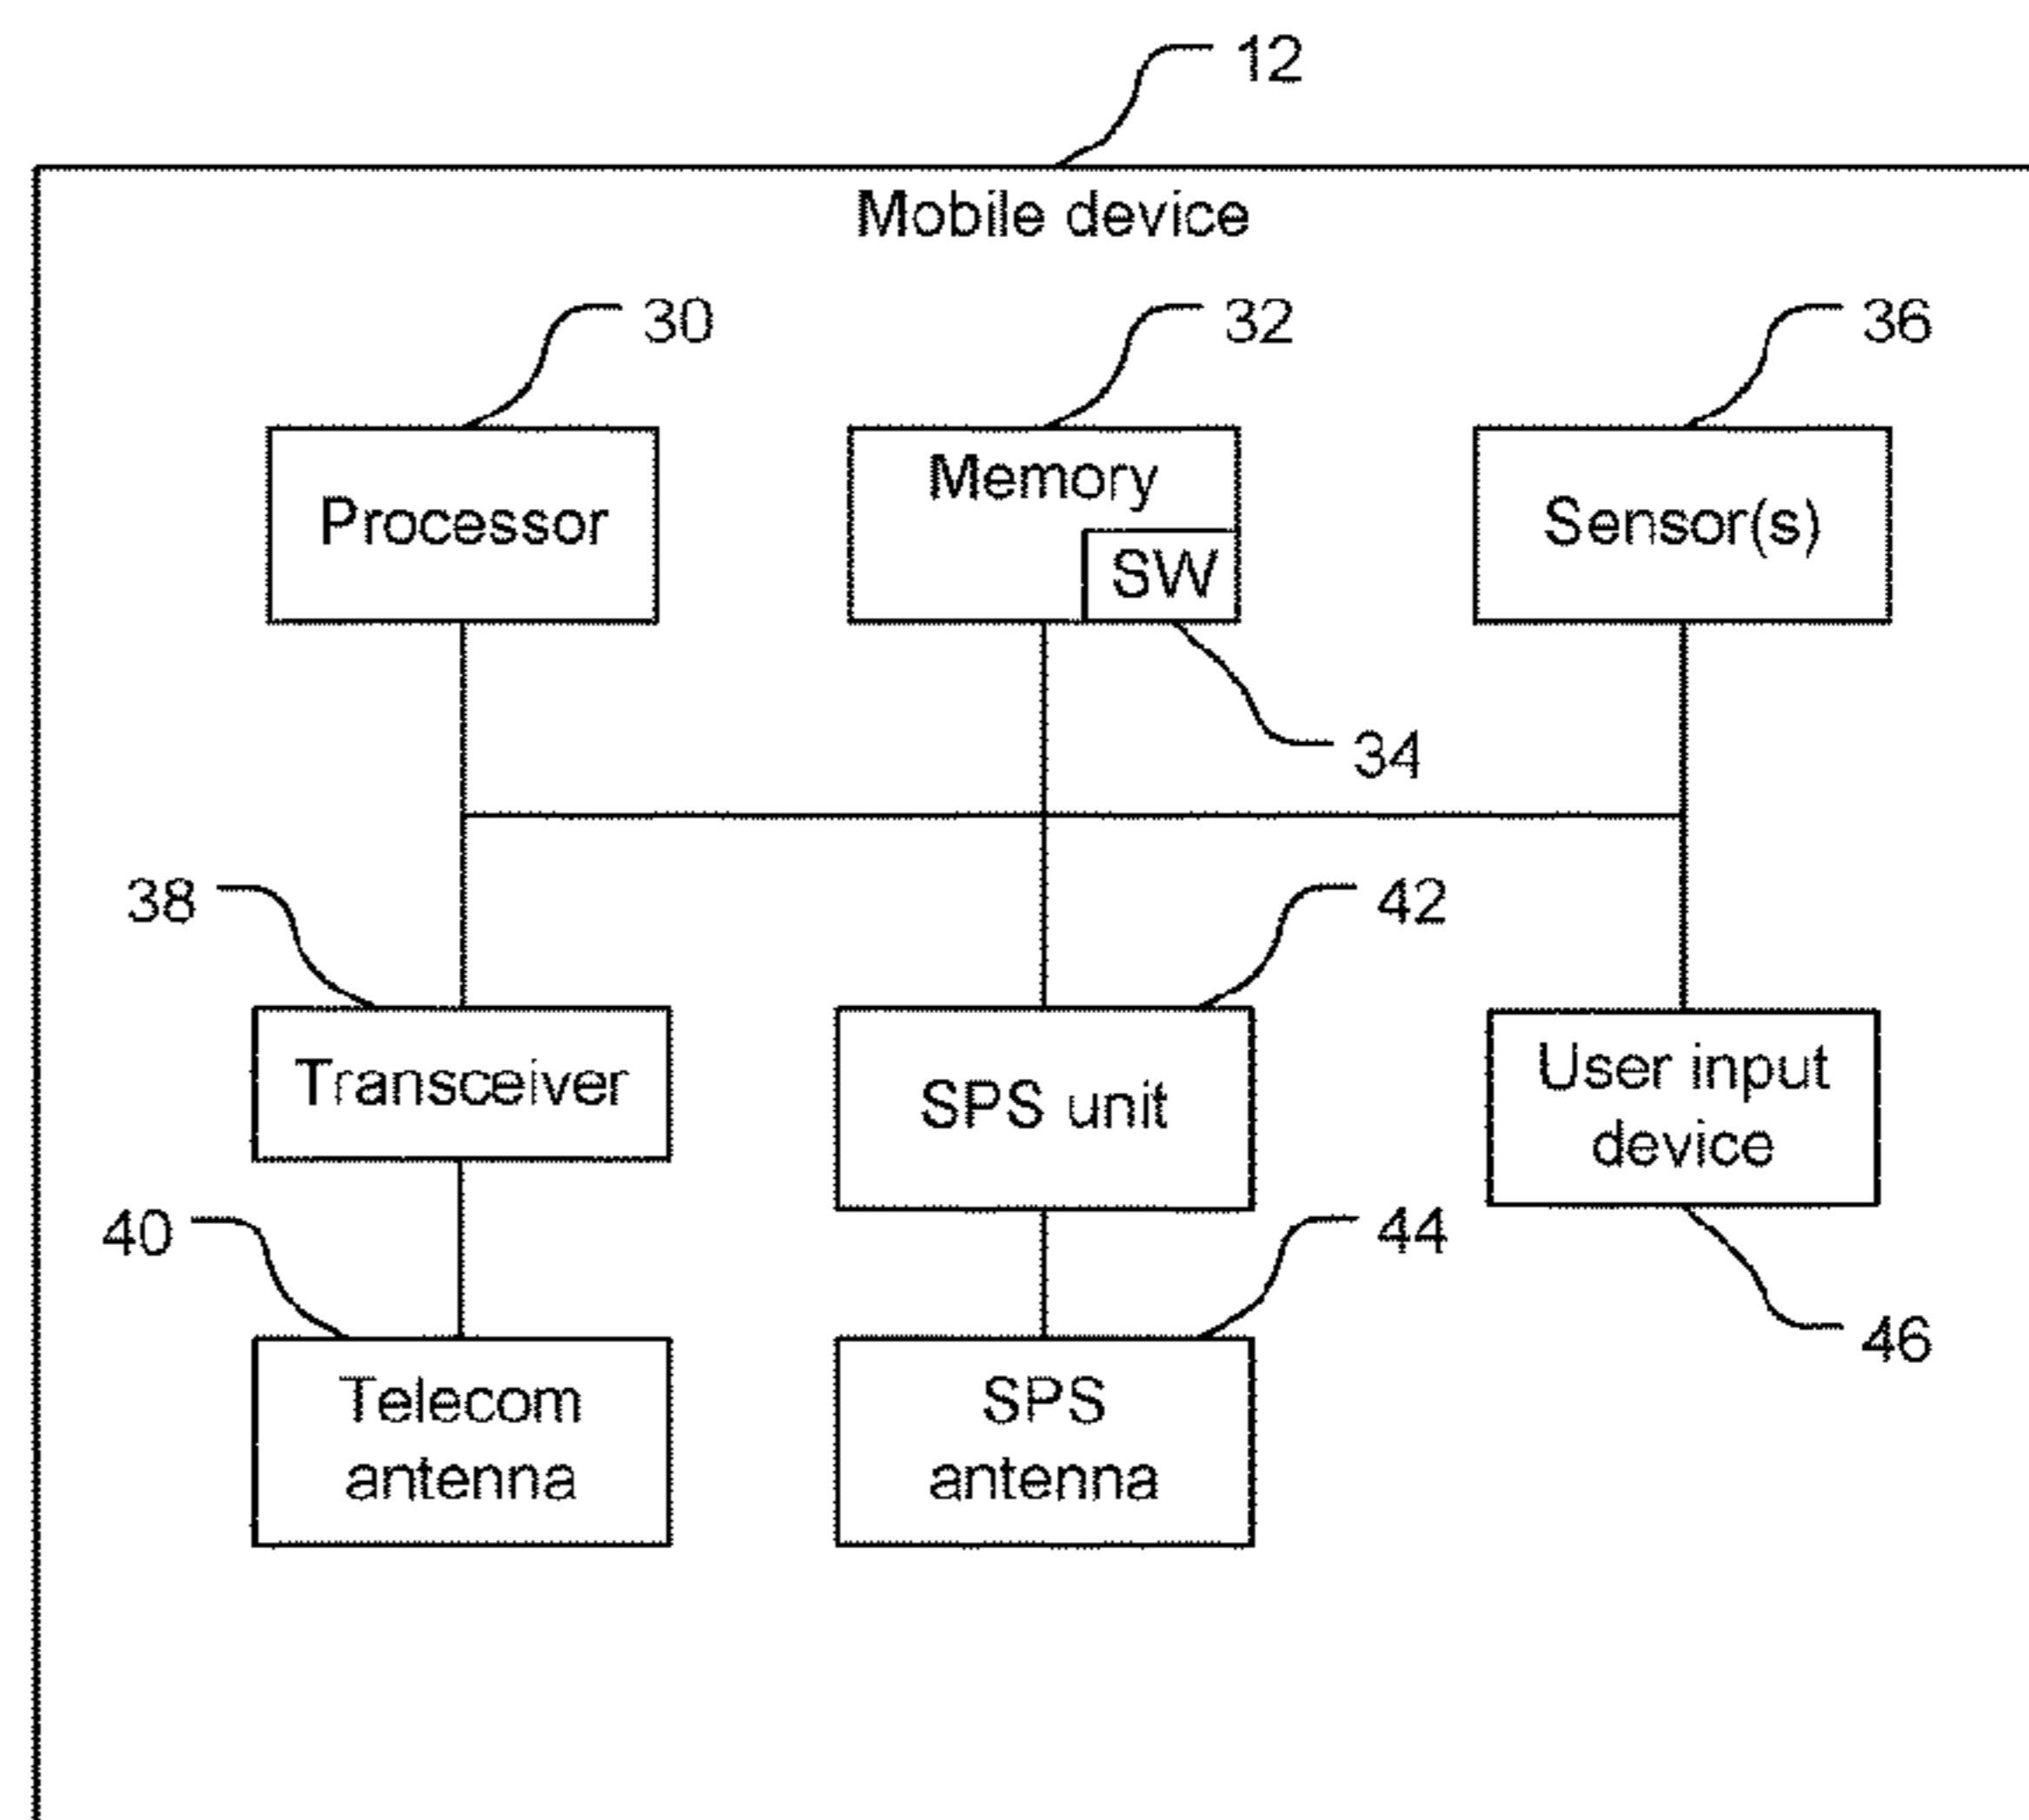 12
Mobile device
30
32
36
Processor
Memory
SW
Sensor(s)
34
38
42
Transceiver
SPS unit
User input
device
40
44
46
Telecom
antenna
SPS
antenna